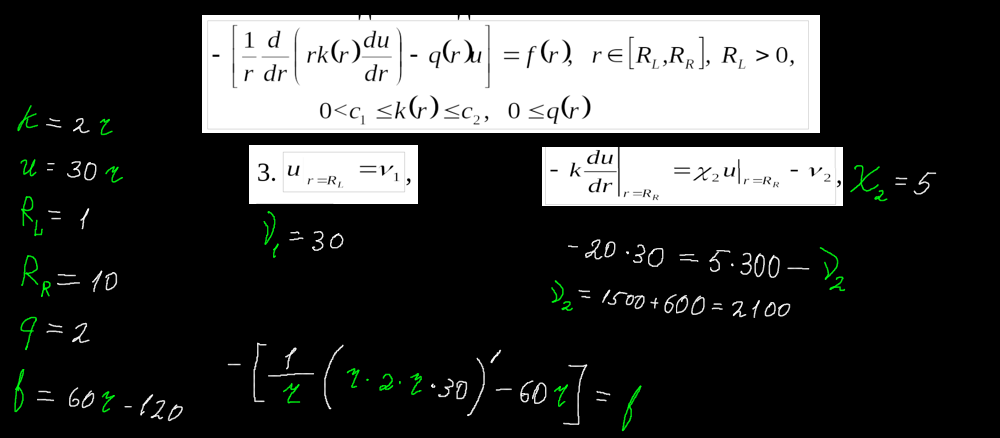 - [ 1/r d/dr ( rk(r) du/dr ) - q(r)u ] = f(r), r ∈ [R_L, R_R], R_L > 0,
0 < c_1 ≤ k(r) ≤ c_2, 0 ≤ q(r)
k = 2r
u = 30r
R_L = 1
R_R = 10
q = 2
f = 60r - 120
3. u_{r=R_L} = ν_1,
ν_1 = 30
- k du/dr |_{r=R_R} = χ_2 u|_{r=R_R} - ν_2, χ_2 = 5
-20·30 = 5·300 - ν_2
ν_2 = 1500 + 600 = 2100
- [ 1/r ( r·2·r·30 )' - 60r ] = f